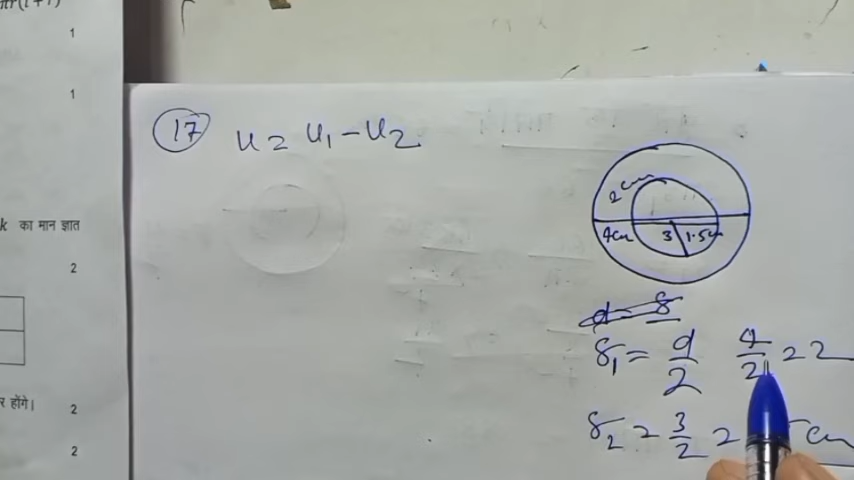 1
1
k का मान ज्ञात
2
होंगे।
2
2
17 u = u₁ - u₂
2cm
4cm 3 1.5cm
r₁ = d/2 4/2 = 2
r₂ = 3/2 = cm